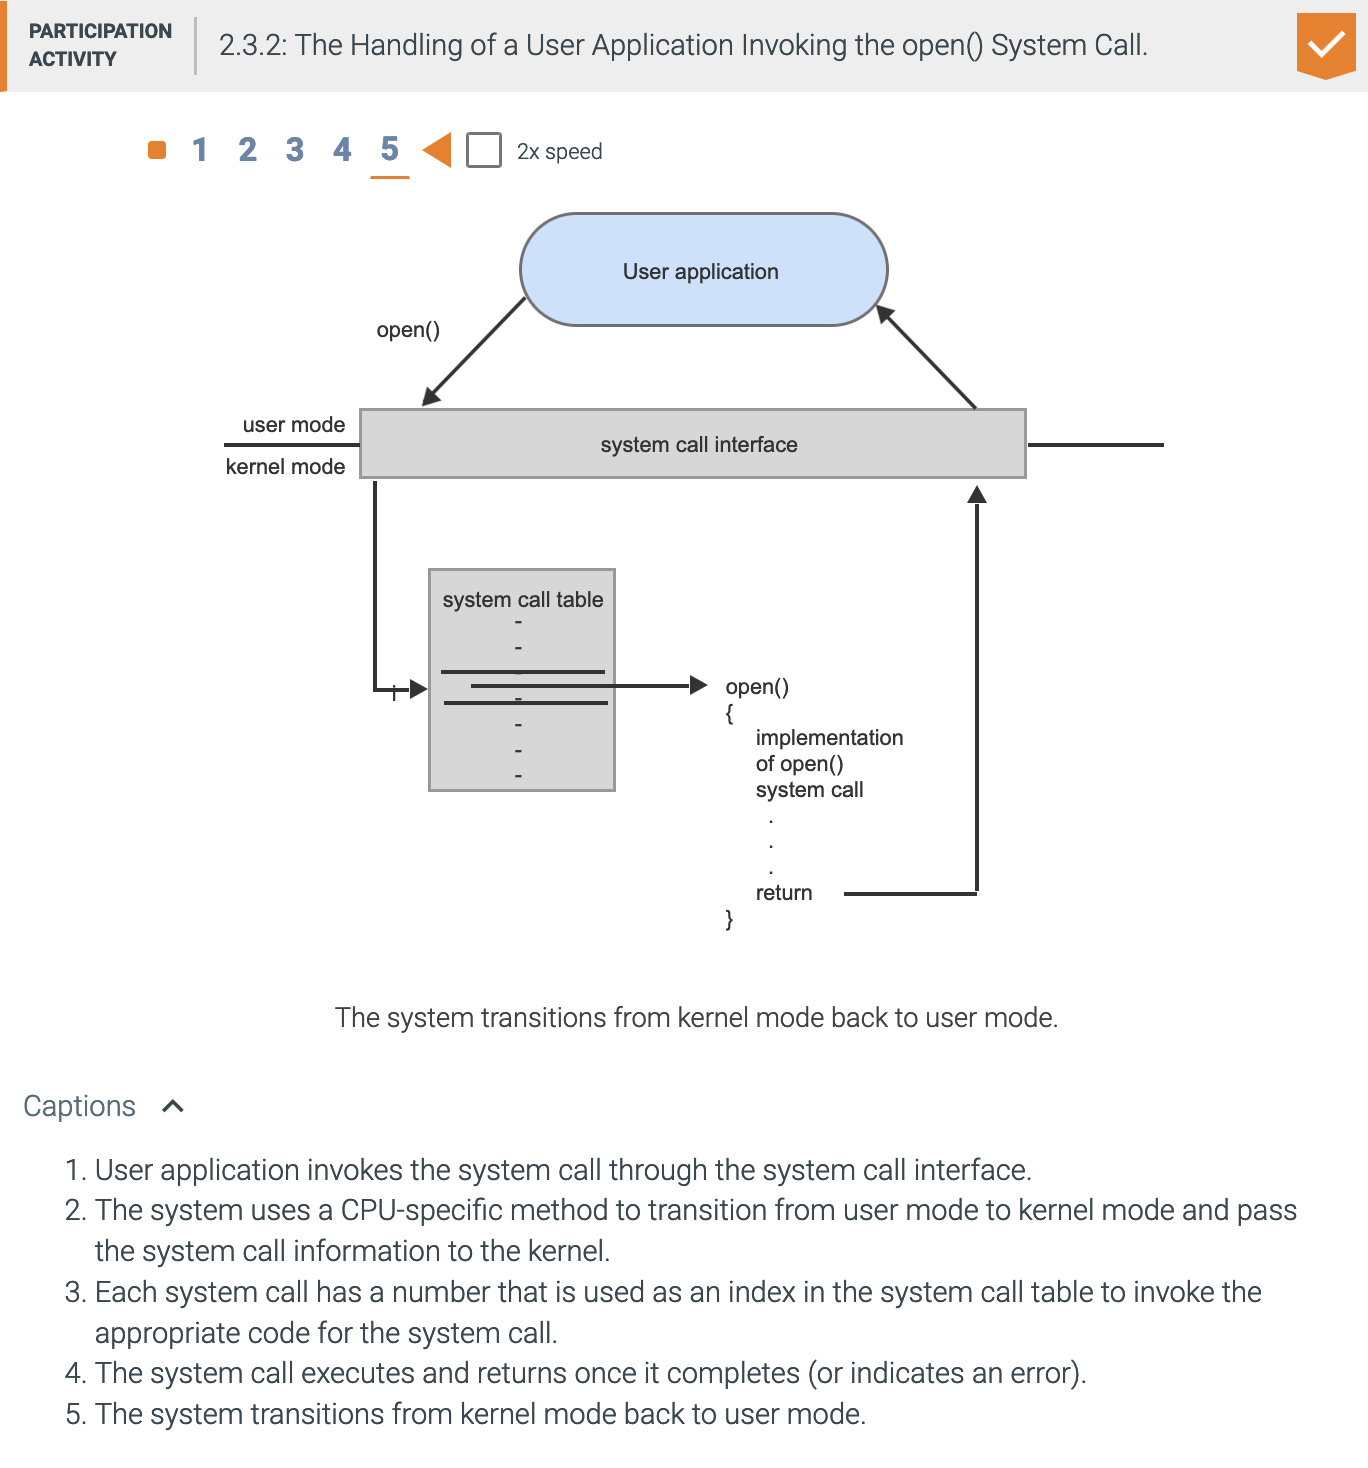 PARTICIPATION
ACTIVITY
2.3.2: The Handling of a User Application Invoking the open() System Call.
1 2 3 4 5 2x speed
User application
open()
user mode
system call interface
kernel mode
system call table
-
-
-
-
-
-
-
i
open()
{
implementation
of open()
system call
.
.
.
return
}
The system transitions from kernel mode back to user mode.
Captions
1. User application invokes the system call through the system call interface.
2. The system uses a CPU-specific method to transition from user mode to kernel mode and pass
the system call information to the kernel.
3. Each system call has a number that is used as an index in the system call table to invoke the
appropriate code for the system call.
4. The system call executes and returns once it completes (or indicates an error).
5. The system transitions from kernel mode back to user mode.